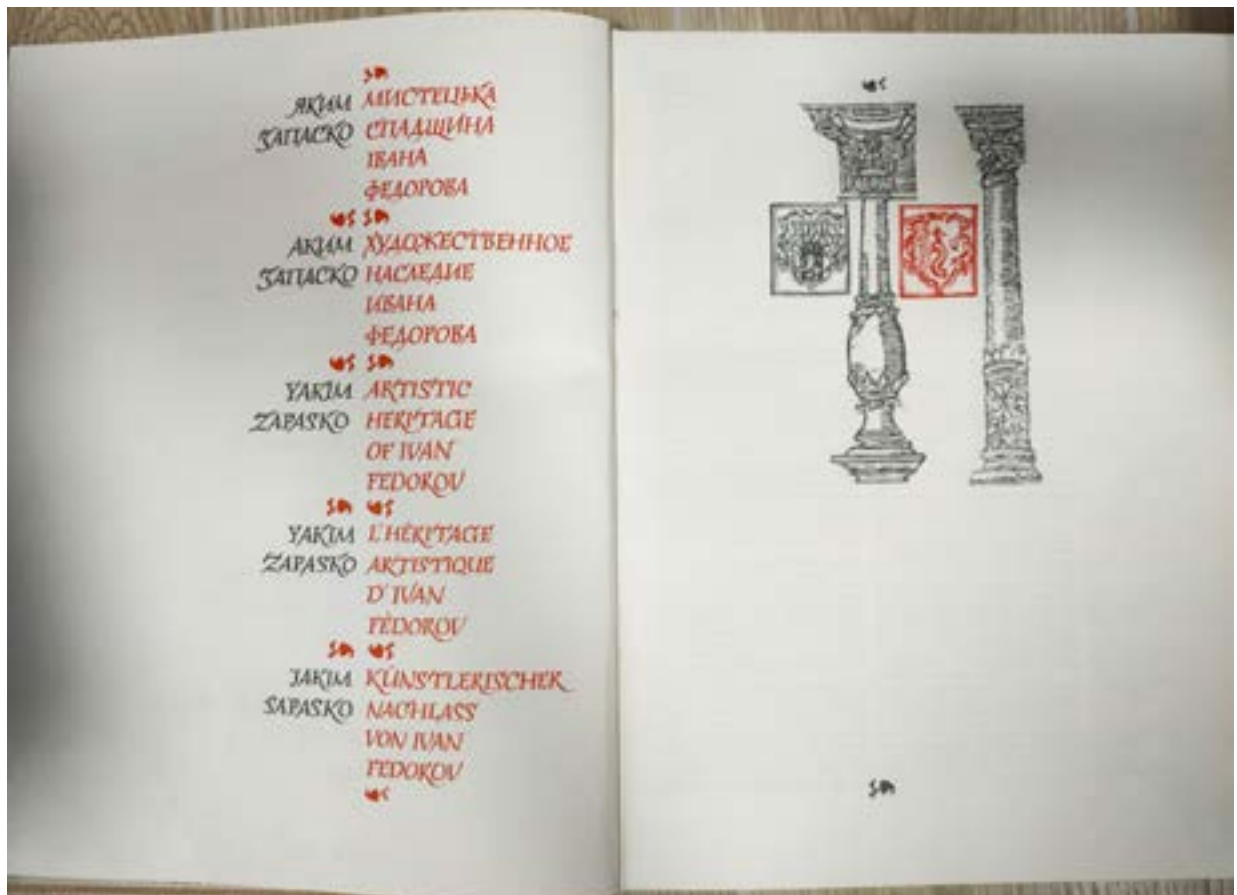 ЯКИМ МИСТЕЦЬКА
ЗАПАСКО СПАДЩИНА
ІВАНА
ФЕДОРОВА
АКИМ ХУДОЖЕСТВЕННОЕ
ЗАПАСКО НАСЛЕДИЕ
ИВАНА
ФЕДОРОВА
YAKIM ARTISTIC
ZAPASKO HERITAGE
OF IVAN
FEDOROV
YAKIM L'HÉRITAGE
ZAPASKO ARTISTIQUE
D'IVAN
FÈDOROV
JAKIM KÜNSTLERISCHER
SAPASKO NACHLASS
VON IVAN
FEDOROV